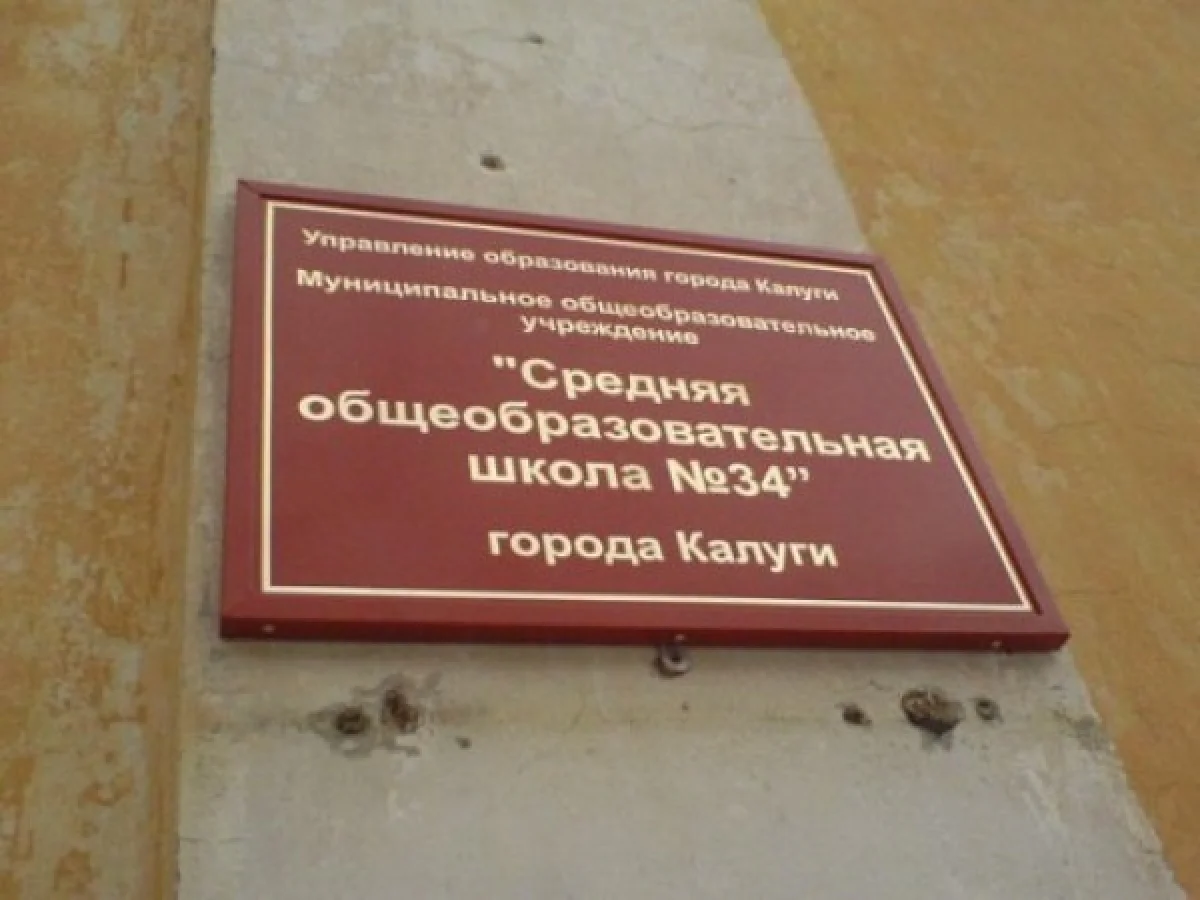 Управление образования города Калуги
Муниципальное общеобразовательное
учреждение
"Средняя
общеобразовательная
школа №34”
города Калуги